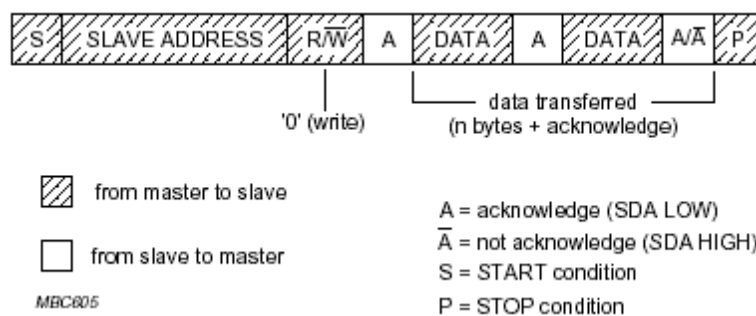 S SLAVE ADDRESS R/W̅ A DATA A DATA A/A̅ P
'0' (write)
data transferred
(n bytes + acknowledge)
from master to slave
from slave to master
A = acknowledge (SDA LOW)
A̅ = not acknowledge (SDA HIGH)
S = START condition
P = STOP condition
MBC605